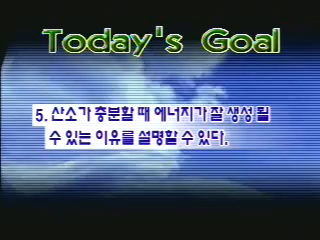 Today's Goal
5. 산소가 충분할 때 에너지가 잘 생성 될
수 있는 이유를 설명할 수 있다.